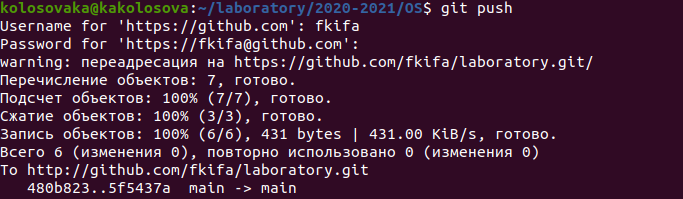 kolosovaka@kakolosova:~/laboratory/2020-2021/OS$ git push
Username for 'https://github.com': fkifa
Password for 'https://fkifa@github.com':
warning: переадресация на https://github.com/fkifa/laboratory.git/
Перечисление объектов: 7, готово.
Подсчет объектов: 100% (7/7), готово.
Сжатие объектов: 100% (3/3), готово.
Запись объектов: 100% (6/6), 431 bytes | 431.00 KiB/s, готово.
Всего 6 (изменения 0), повторно использовано 0 (изменения 0)
To http://github.com/fkifa/laboratory.git
   480b823..5f5437a  main -> main